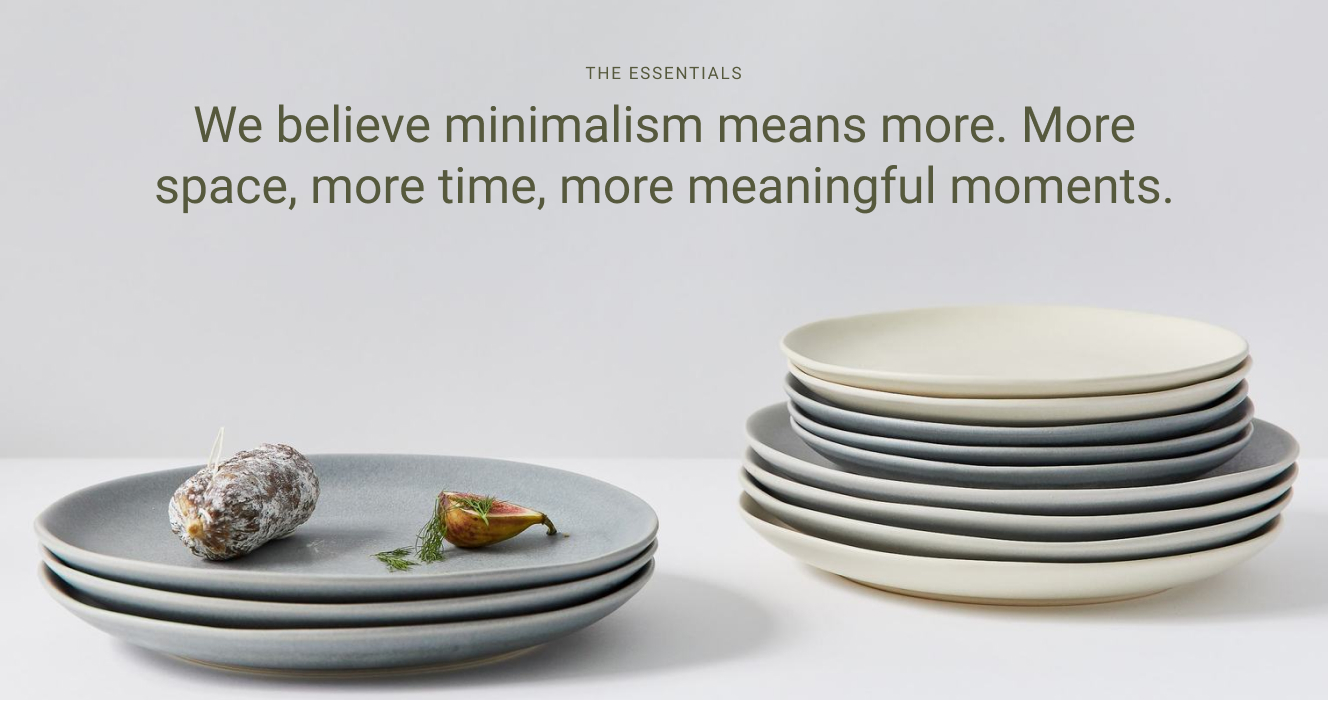 THE ESSENTIALS
We believe minimalism means more. More
space, more time, more meaningful moments.